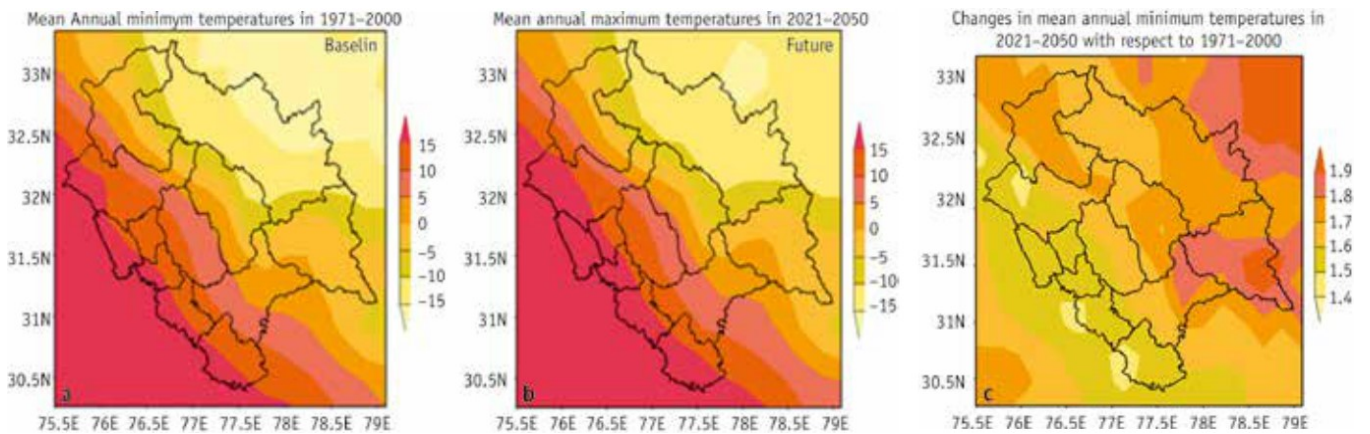 Mean Annual minimym temperatures in 1971–2000
Baselin
33N
32.5N
32N
31.5N
31N
30.5N
75.5E 76E 76.5E 77E 77.5E 78E 78.5E 79E
15
10
5
0
−5
−10
−15
a
Mean annual maximum temperatures in 2021–2050
Future
33N
32.5N
32N
31.5N
31N
30.5N
75.5E 76E 76.5E 77E 77.5E 78E 78.5E 79E
15
10
5
0
−5
−10
−15
b
Changes in mean annual minimum temperatures in
2021–2050 with respect to 1971–2000
33N
32.5N
32N
31.5N
31N
30.5N
75.5E 76E 76.5E 77E 77.5E 78E 78.5E 79E
1.9
1.8
1.7
1.6
1.5
1.4
c